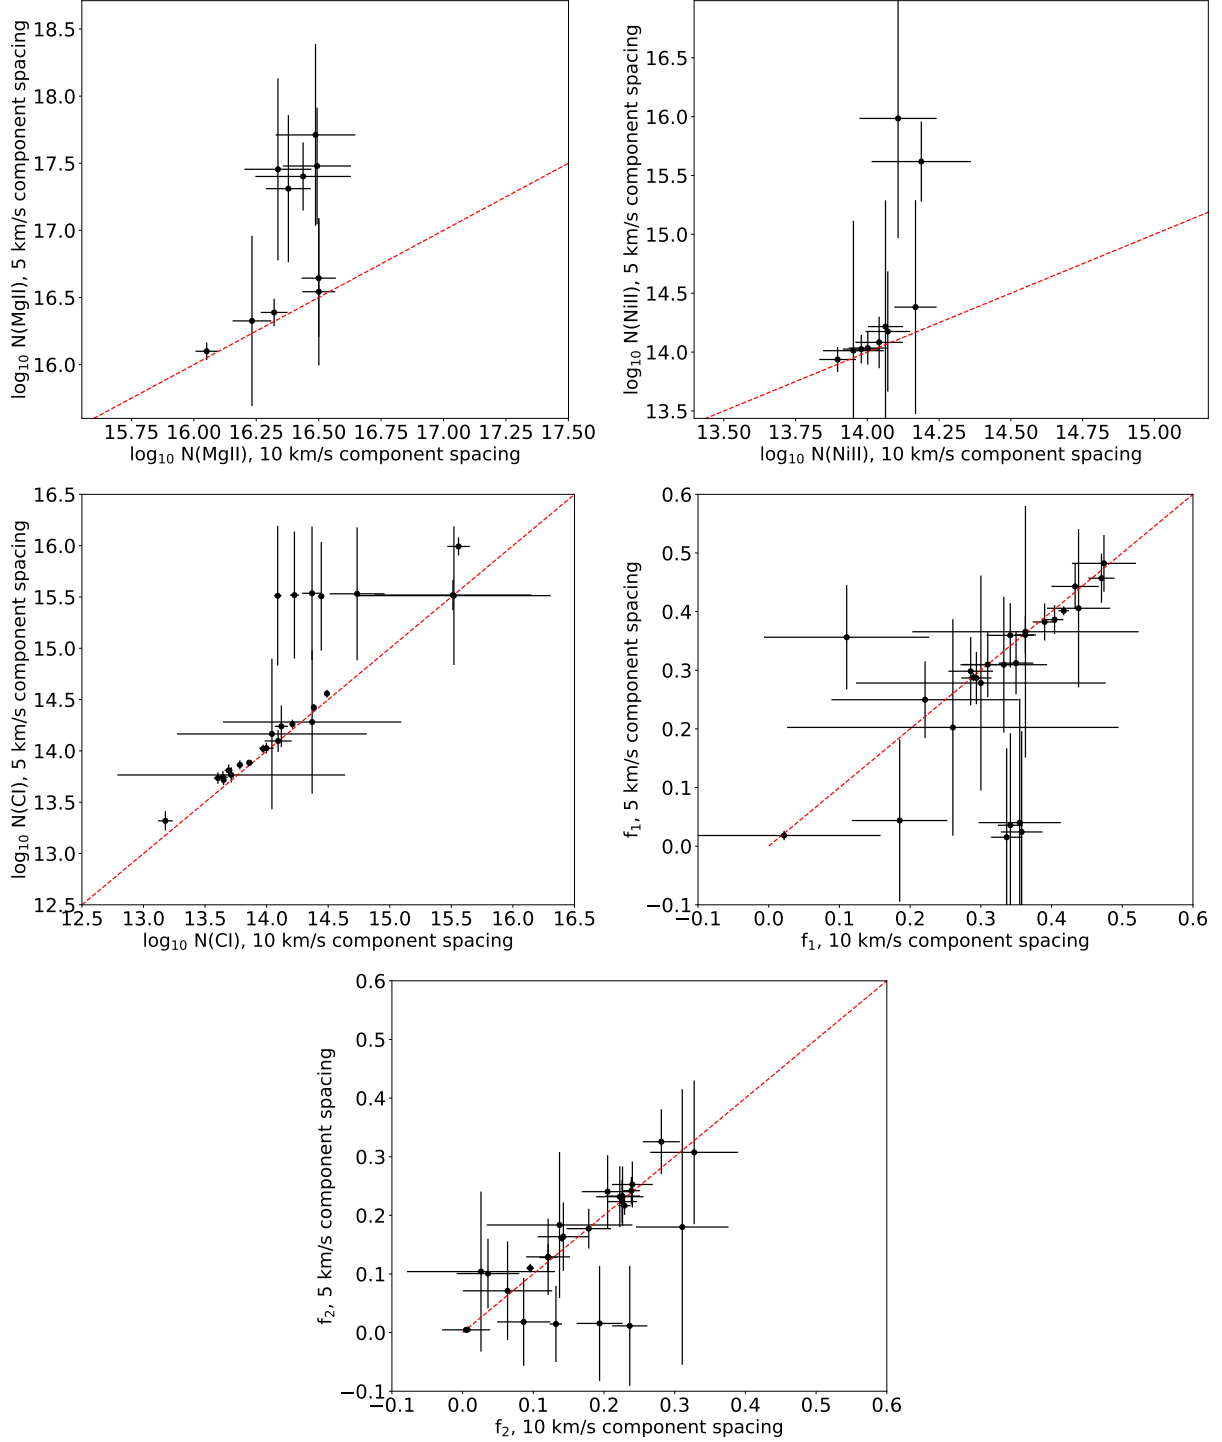 18.5
18.0
17.5
17.0
16.5
16.0
log₁₀ N(MgII), 5 km/s component spacing
15.75 16.00 16.25 16.50 16.75 17.00 17.25 17.50
log₁₀ N(MgII), 10 km/s component spacing
16.5
16.0
15.5
15.0
14.5
14.0
13.5
log₁₀ N(NiII), 5 km/s component spacing
13.50 13.75 14.00 14.25 14.50 14.75 15.00
log₁₀ N(NiII), 10 km/s component spacing
16.5
16.0
15.5
15.0
14.5
14.0
13.5
13.0
12.5
log₁₀ N(CI), 5 km/s component spacing
12.5 13.0 13.5 14.0 14.5 15.0 15.5 16.0 16.5
log₁₀ N(CI), 10 km/s component spacing
0.6
0.5
0.4
0.3
0.2
0.1
0.0
−0.1
f₁, 5 km/s component spacing
−0.1 0.0 0.1 0.2 0.3 0.4 0.5 0.6
f₁, 10 km/s component spacing
0.6
0.5
0.4
0.3
0.2
0.1
0.0
−0.1
f₂, 5 km/s component spacing
−0.1 0.0 0.1 0.2 0.3 0.4 0.5 0.6
f₂, 10 km/s component spacing